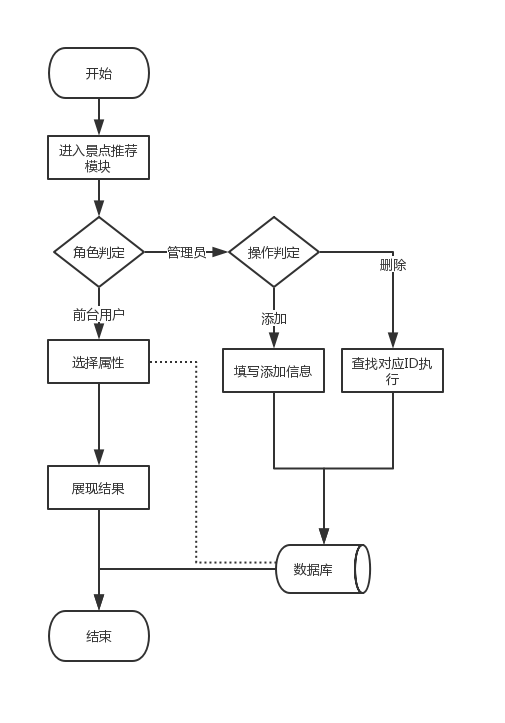 开始
进入景点推荐
模块
角色判定
管理员
操作判定
删除
前台用户
添加
选择属性
填写添加信息
查找对应ID执
行
展现结果
数据库
结束